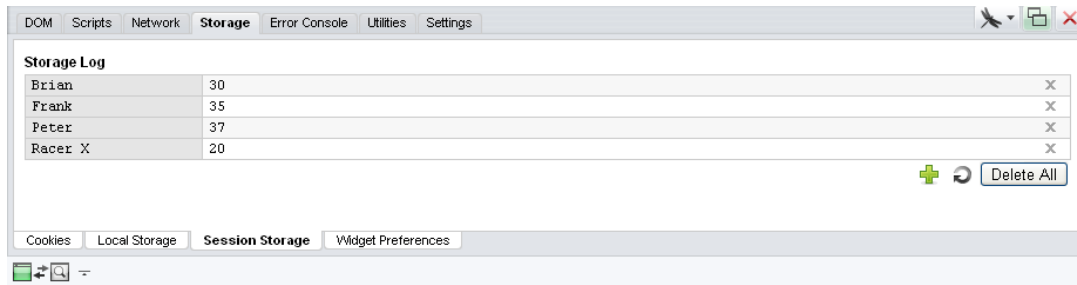 DOM Scripts Network Storage Error Console Utilities Settings
Storage Log
Brian 30 x
Frank 35 x
Peter 37 x
Racer X 20 x
Delete All
Cookies Local Storage Session Storage Widget Preferences